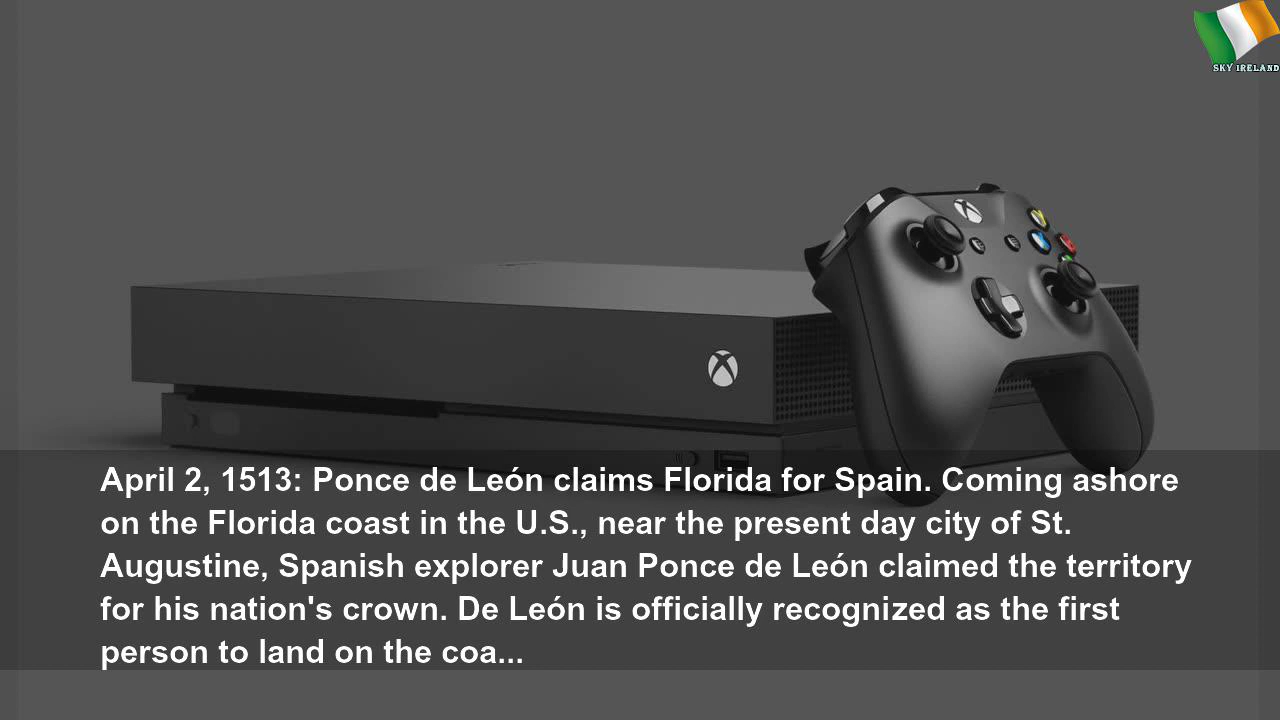 SKY IRELAND
April 2, 1513: Ponce de León claims Florida for Spain. Coming ashore
on the Florida coast in the U.S., near the present day city of St.
Augustine, Spanish explorer Juan Ponce de León claimed the territory
for his nation's crown. De León is officially recognized as the first
person to land on the coa...